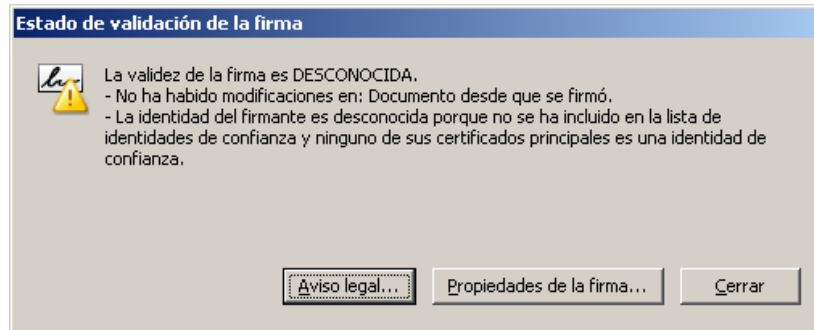 Estado de validación de la firma
La validez de la firma es DESCONOCIDA.
- No ha habido modificaciones en: Documento desde que se firmó.
- La identidad del firmante es desconocida porque no se ha incluido en la lista de
identidades de confianza y ninguno de sus certificados principales es una identidad de
confianza.
Aviso legal... Propiedades de la firma... Cerrar